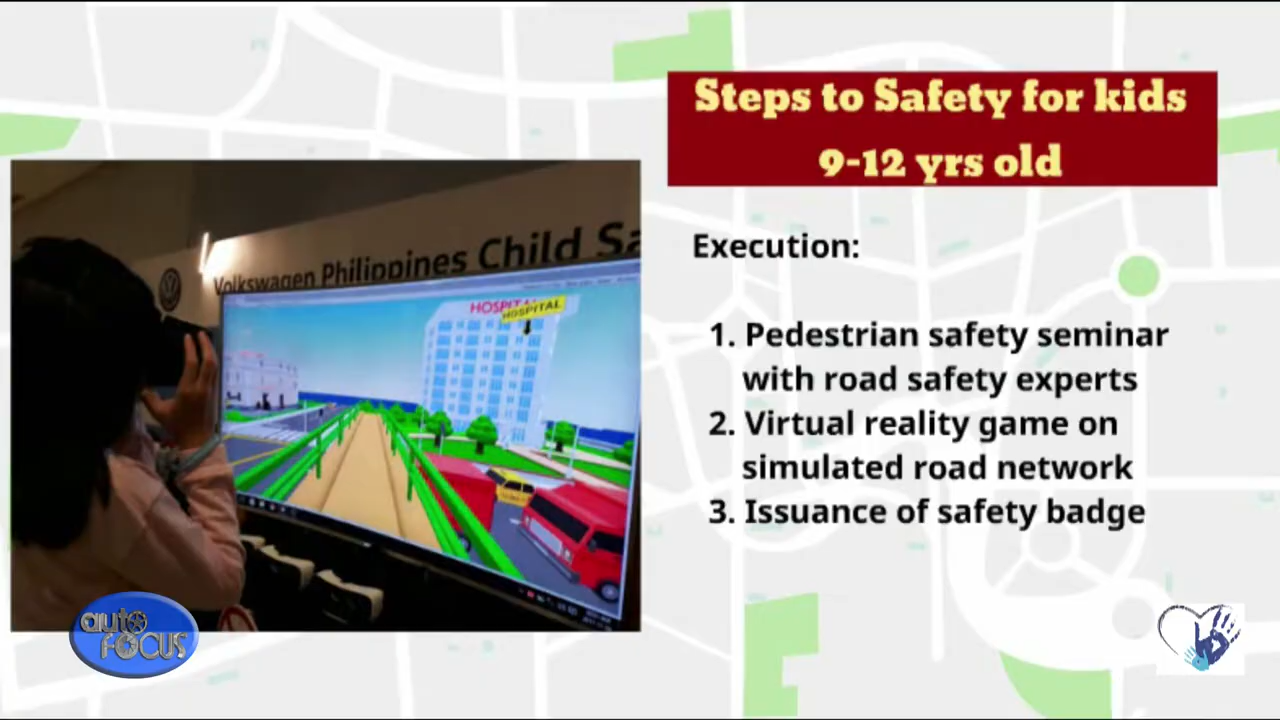 Steps to Safety for kids
9-12 yrs old
Execution:
1. Pedestrian safety seminar
with road safety experts
2. Virtual reality game on
simulated road network
3. Issuance of safety badge
Volkswagen Philippines Child Sa
HOSPITAL
HOSPITAL
auto
FOCUS